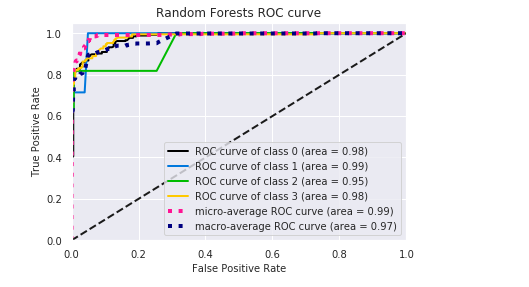 Random Forests ROC curve
1.0
0.8
0.6
0.4
0.2
0.0
True Positive Rate
ROC curve of class 0 (area = 0.98)
ROC curve of class 1 (area = 0.99)
ROC curve of class 2 (area = 0.95)
ROC curve of class 3 (area = 0.98)
micro-average ROC curve (area = 0.99)
macro-average ROC curve (area = 0.97)
0.0 0.2 0.4 0.6 0.8 1.0
False Positive Rate